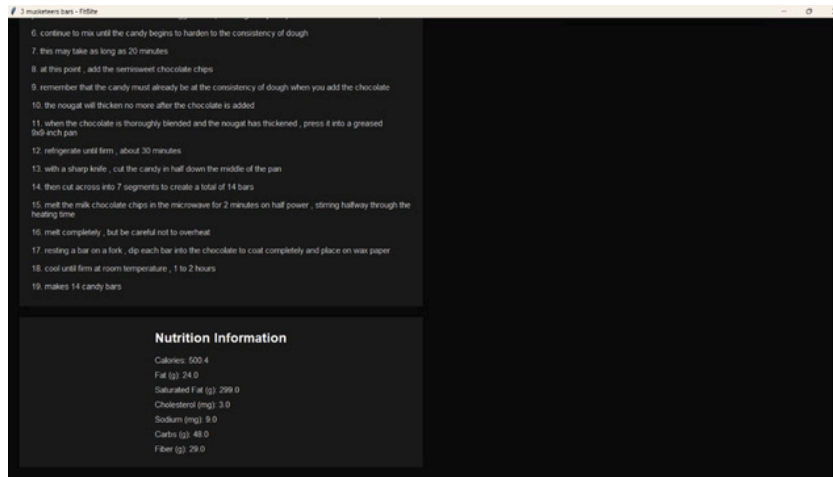 3 musketeers bars - FitBite
6. continue to mix until the candy begins to harden to the consistency of dough
7. this may take as long as 20 minutes
8. at this point , add the semisweet chocolate chips
9. remember that the candy must already be at the consistency of dough when you add the chocolate
10. the nougat will thicken no more after the chocolate is added
11. when the chocolate is thoroughly blended and the nougat has thickened , press it into a greased
9x9-inch pan
12. refrigerate until firm , about 30 minutes
13. with a sharp knife , cut the candy in half down the middle of the pan
14. then cut across into 7 segments to create a total of 14 bars
15. melt the milk chocolate chips in the microwave for 2 minutes on half power , stirring halfway through the
heating time
16. melt completely , but be careful not to overheat
17. resting a bar on a fork , dip each bar into the chocolate to coat completely and place on wax paper
18. cool until firm at room temperature , 1 to 2 hours
19. makes 14 candy bars
Nutrition Information
Calories: 500.4
Fat (g): 24.0
Saturated Fat (g): 299.0
Cholesterol (mg): 3.0
Sodium (mg): 9.0
Carbs (g): 48.0
Fiber (g): 29.0